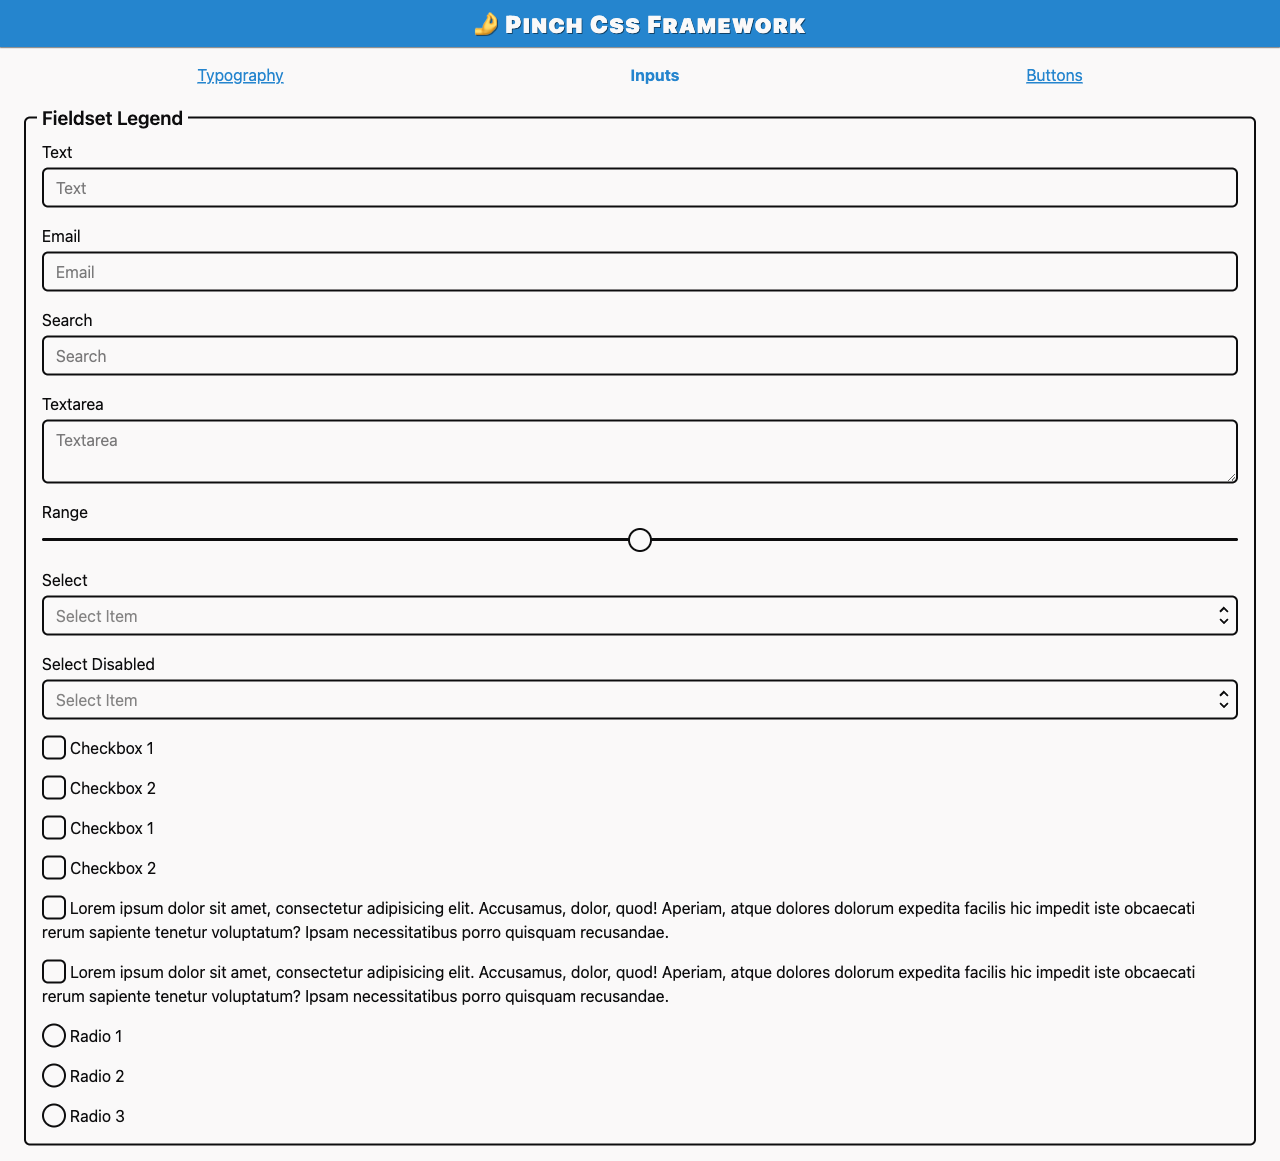 🤌 Pinch Css Framework
Typography Inputs Buttons
Fieldset Legend
Text
Text
Email
Email
Search
Search
Textarea
Textarea
Range
Select
Select Item
Select Disabled
Select Item
Checkbox 1
Checkbox 2
Checkbox 1
Checkbox 2
Lorem ipsum dolor sit amet, consectetur adipisicing elit. Accusamus, dolor, quod! Aperiam, atque dolores dolorum expedita facilis hic impedit iste obcaecati
rerum sapiente tenetur voluptatum? Ipsam necessitatibus porro quisquam recusandae.
Lorem ipsum dolor sit amet, consectetur adipisicing elit. Accusamus, dolor, quod! Aperiam, atque dolores dolorum expedita facilis hic impedit iste obcaecati
rerum sapiente tenetur voluptatum? Ipsam necessitatibus porro quisquam recusandae.
Radio 1
Radio 2
Radio 3